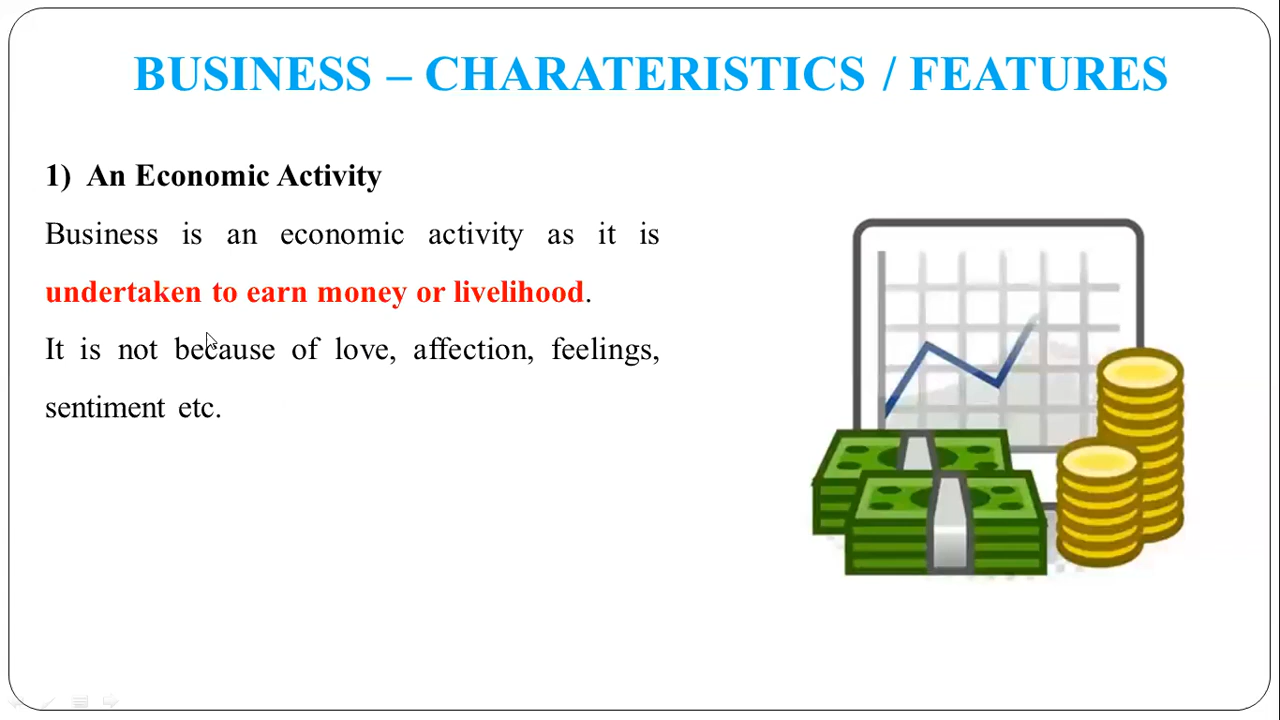 BUSINESS – CHARATERISTICS / FEATURES
1) An Economic Activity
Business is an economic activity as it is
undertaken to earn money or livelihood.
It is not because of love, affection, feelings,
sentiment etc.